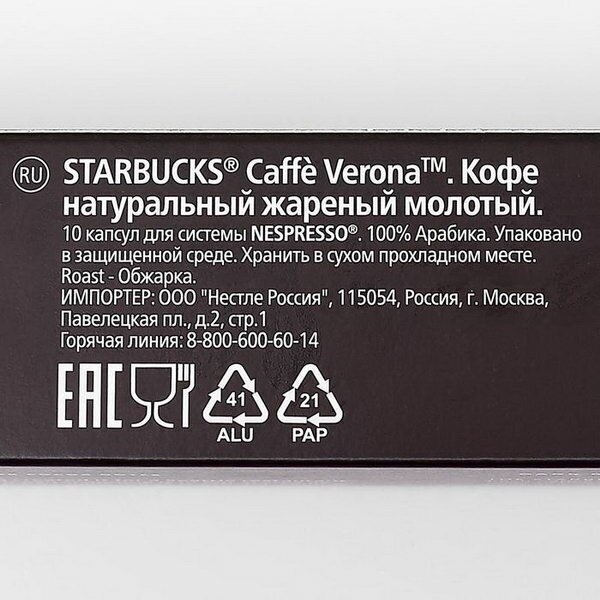 RU
STARBUCKS® Caffè Verona™. Кофе
натуральный жареный молотый.
10 капсул для системы NESPRESSO®. 100% Арабика. Упаковано
в защищенной среде. Хранить в сухом прохладном месте.
Roast - Обжарка.
ИМПОРТЕР: ООО "Нестле Россия", 115054, Россия, г. Москва,
Павелецкая пл., д.2, стр.1
Горячая линия: 8-800-600-60-14
EAC 41 21
ALU PAP